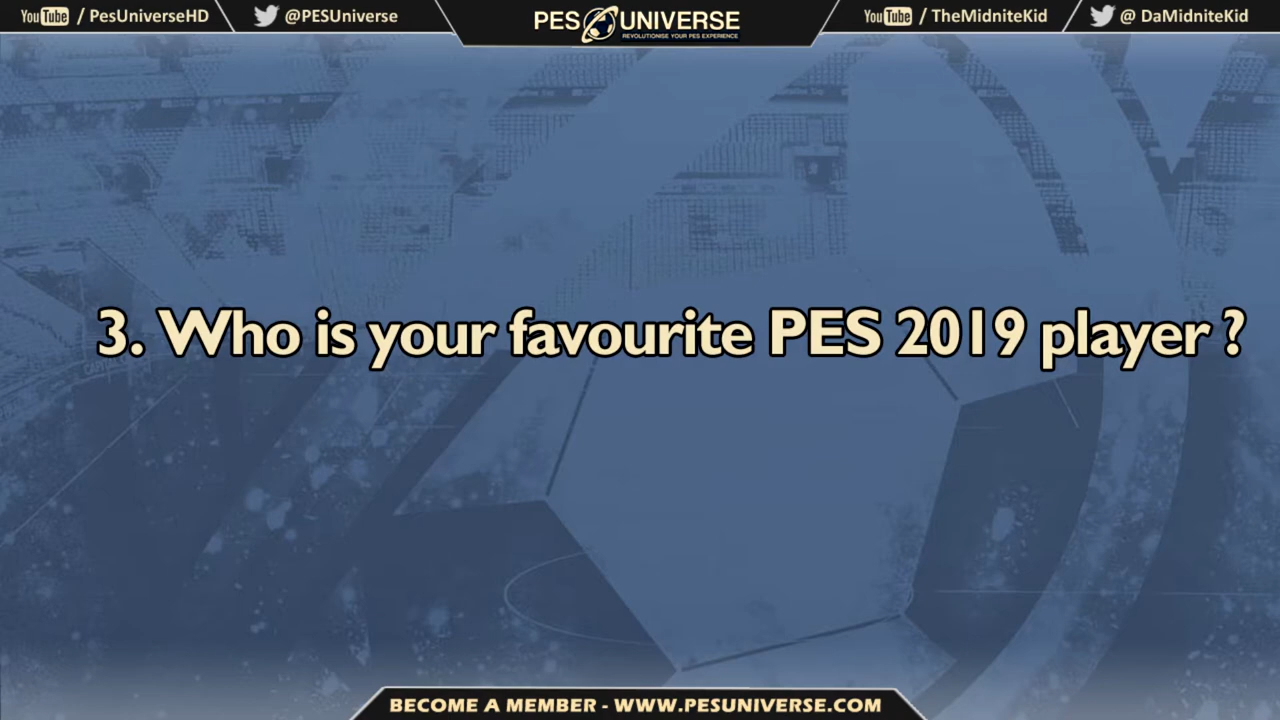 YouTube / PesUniverseHD
@PESUniverse
PES UNIVERSE
REVOLUTIONISE YOUR PES EXPERIENCE
YouTube / TheMidniteKid
@ DaMidniteKid
3. Who is your favourite PES 2019 player ?
BECOME A MEMBER - WWW.PESUNIVERSE.COM